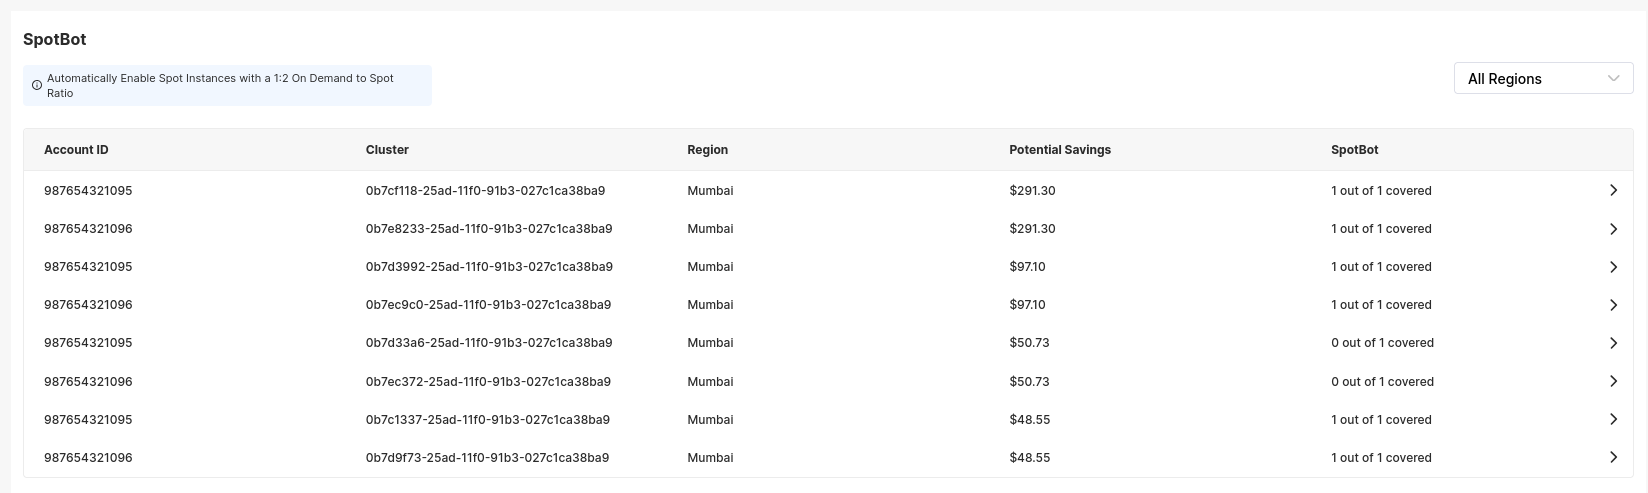 SpotBot
Automatically Enable Spot Instances with a 1:2 On Demand to Spot
Ratio
All Regions
Account ID Cluster Region Potential Savings SpotBot
987654321095 0b7cf118-25ad-11f0-91b3-027c1ca38ba9 Mumbai $291.30 1 out of 1 covered
987654321096 0b7e8233-25ad-11f0-91b3-027c1ca38ba9 Mumbai $291.30 1 out of 1 covered
987654321095 0b7d3992-25ad-11f0-91b3-027c1ca38ba9 Mumbai $97.10 1 out of 1 covered
987654321096 0b7ec9c0-25ad-11f0-91b3-027c1ca38ba9 Mumbai $97.10 1 out of 1 covered
987654321095 0b7d33a6-25ad-11f0-91b3-027c1ca38ba9 Mumbai $50.73 0 out of 1 covered
987654321096 0b7ec372-25ad-11f0-91b3-027c1ca38ba9 Mumbai $50.73 0 out of 1 covered
987654321095 0b7c1337-25ad-11f0-91b3-027c1ca38ba9 Mumbai $48.55 1 out of 1 covered
987654321096 0b7d9f73-25ad-11f0-91b3-027c1ca38ba9 Mumbai $48.55 1 out of 1 covered